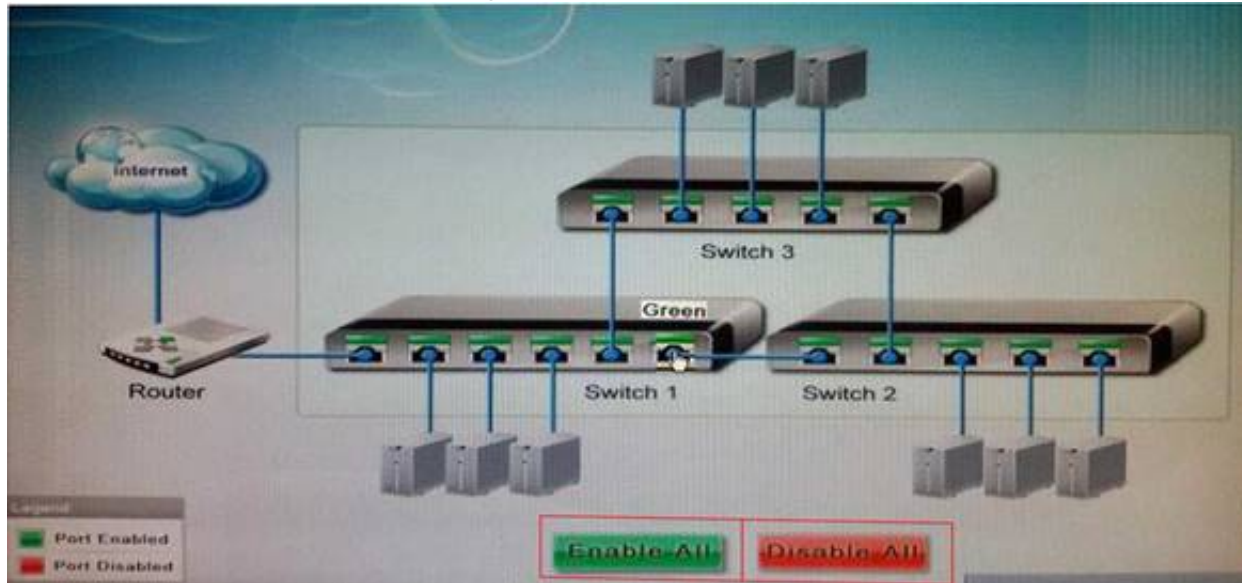 internet
Switch 3
Green
Router
Switch 1
Switch 2
Legend
Port Enabled
Port Disabled
Enable All
Disable All